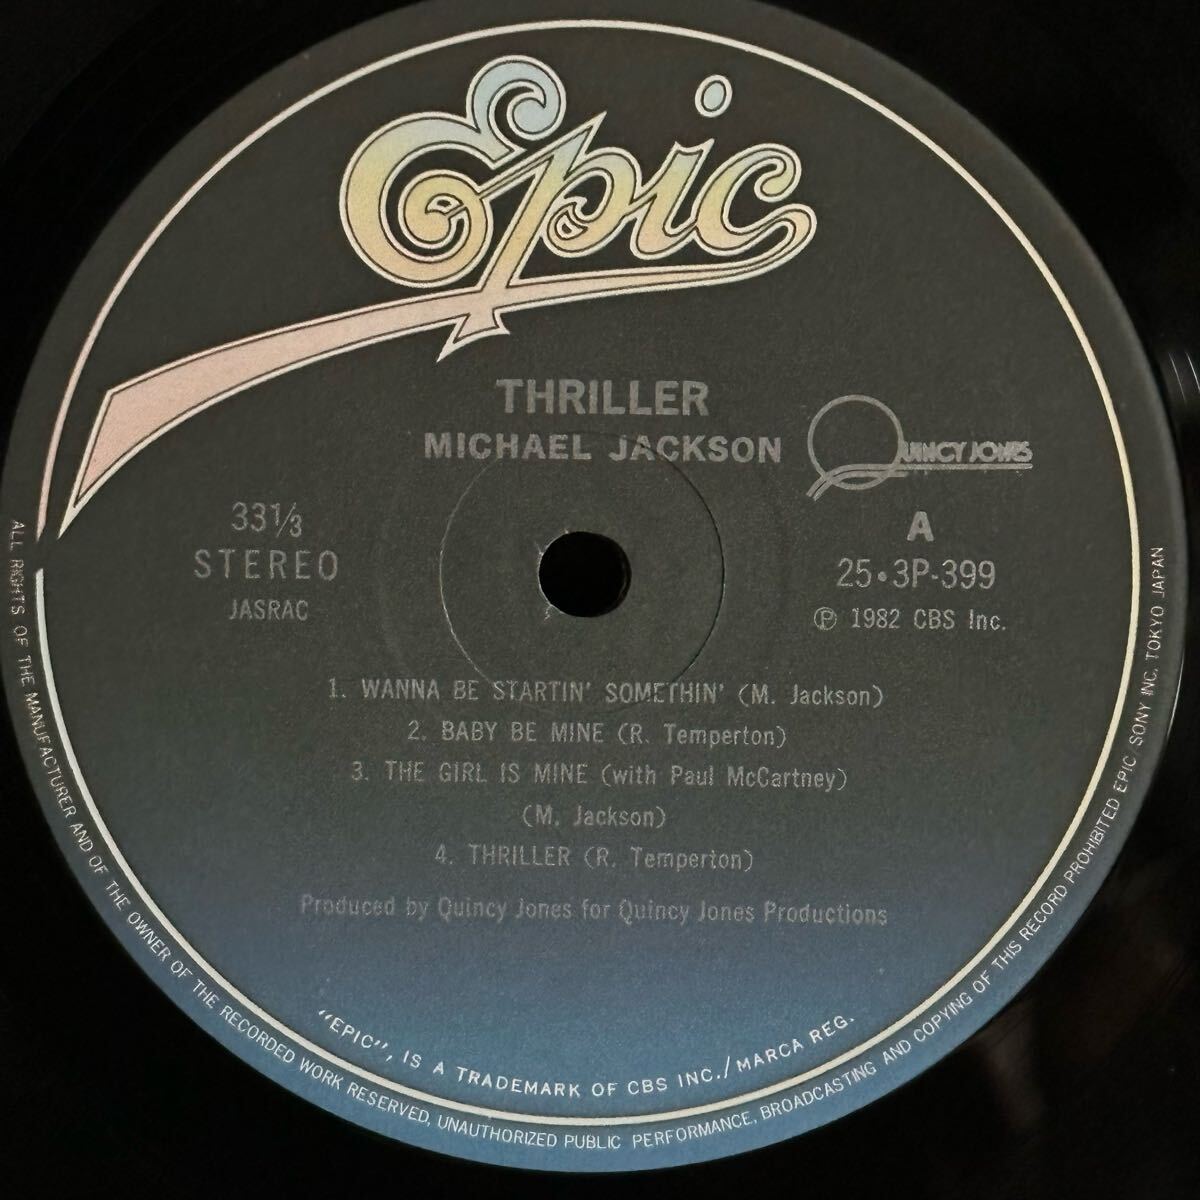 Epic
THRILLER
MICHAEL JACKSON
QUINCY JONES
33⅓
STEREO
JASRAC
A
25・3P-399
Ⓟ 1982 CBS Inc.
1. WANNA BE STARTIN' SOMETHIN' (M. Jackson)
2. BABY BE MINE (R. Temperton)
3. THE GIRL IS MINE (with Paul McCartney)
(M. Jackson)
4. THRILLER (R. Temperton)
Produced by Quincy Jones for Quincy Jones Productions
"EPIC", IS A TRADEMARK OF CBS INC./MARCA REG.
ALL RIGHTS OF THE MANUFACTURER AND OF THE OWNER OF THE RECORDED WORK RESERVED, UNAUTHORIZED PUBLIC PERFORMANCE, BROADCASTING AND COPYING OF THIS RECORD PROHIBITED EPIC SONY INC. TOKYO JAPAN